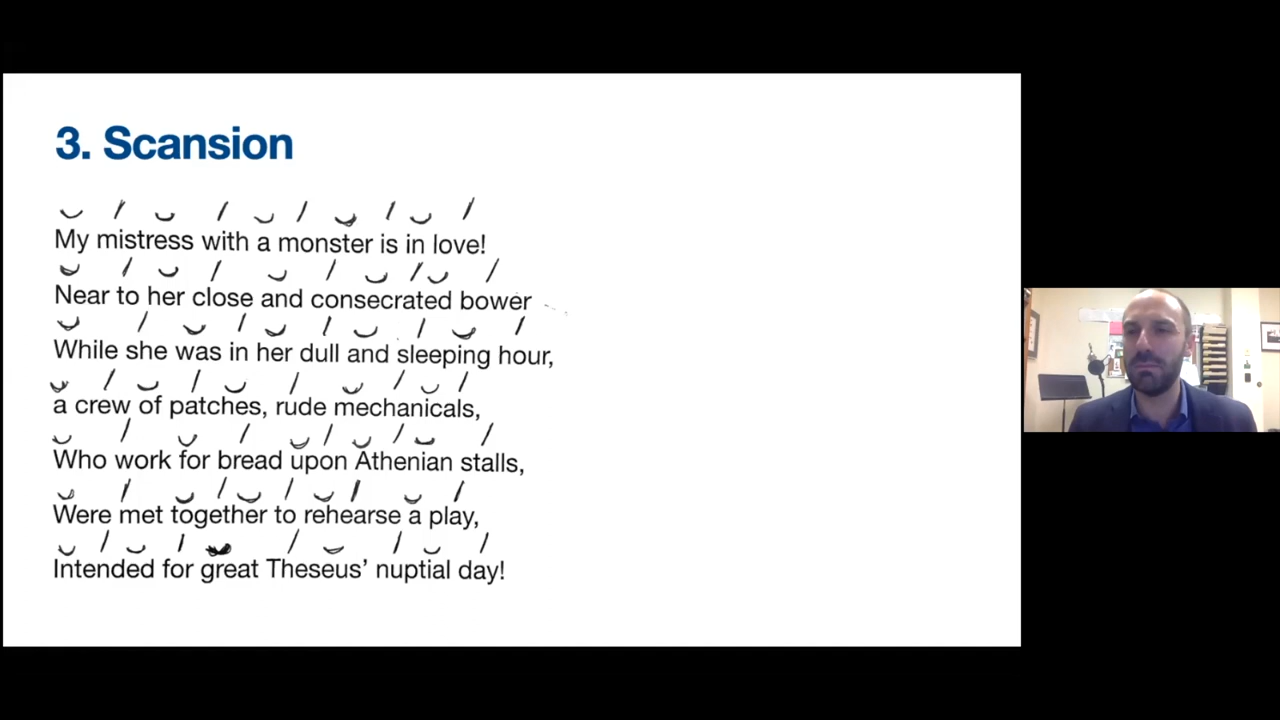 3. Scansion
My mistress with a monster is in love!
Near to her close and consecrated bower
While she was in her dull and sleeping hour,
a crew of patches, rude mechanicals,
Who work for bread upon Athenian stalls,
Were met together to rehearse a play,
Intended for great Theseus’ nuptial day!